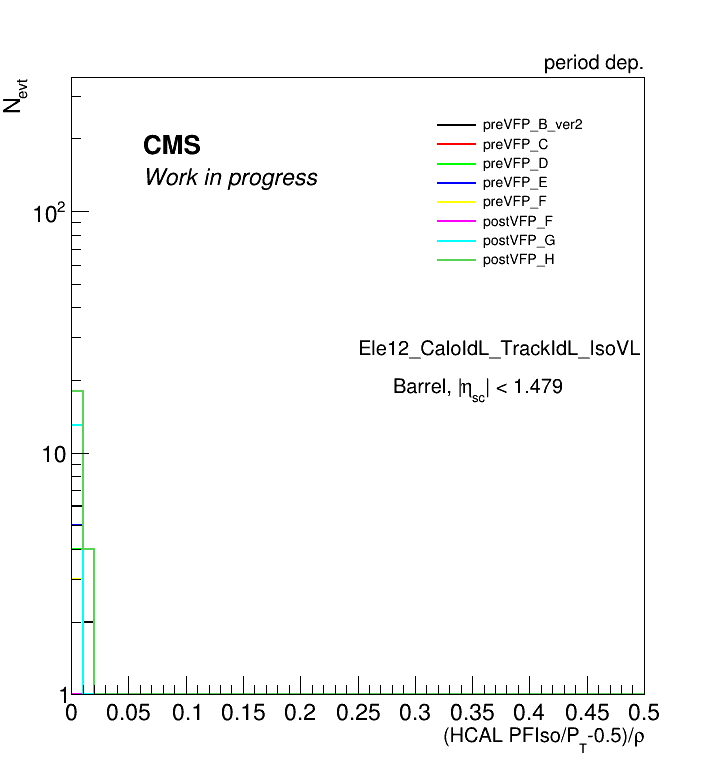 period dep.
N_evt
CMS
Work in progress
preVFP_B_ver2
preVFP_C
preVFP_D
preVFP_E
preVFP_F
postVFP_F
postVFP_G
postVFP_H
10²
Ele12_CaloIdL_TrackIdL_IsoVL
Barrel, |η_sc| < 1.479
10
1
0 0.05 0.1 0.15 0.2 0.25 0.3 0.35 0.4 0.45 0.5
(HCAL PFIso/P_T-0.5)/ρ